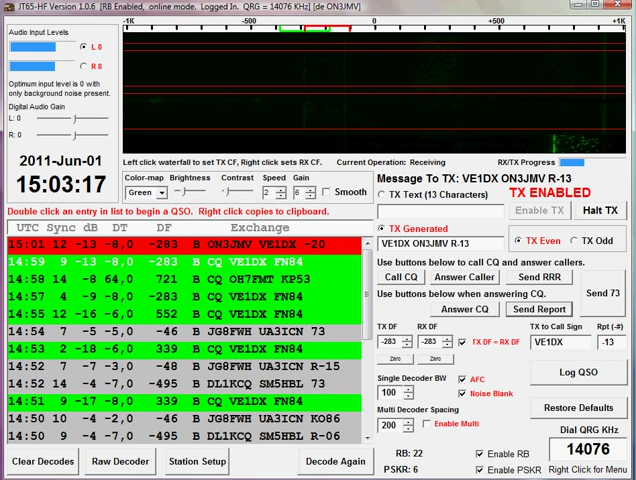 JT65-HF Version 1.0.6 [RB Enabled, online mode. Logged In. QRG = 14076 KHz] [de ON3JMV]
Audio Input Levels
L 8
R 8
Optimum input level is 0 with
only background noise present.
Digital Audio Gain
L: 0
R: 0
2011-Jun-01
15:03:17
-1K -500 0 +500 +1K
Left click waterfall to set TX CF, Right click sets RX CF. Current Operation: Receiving RX/TX Progress
Color-map Brightness Contrast Speed Gain
Green 2 6 Smooth
Double click an entry in list to begin a QSO. Right click copies to clipboard.
UTC Sync dB DT DF Exchange
15:01 12 -13 -8,0 -283 B ON3JMV VE1DX -20
14:59 9 -13 -8,0 -283 B CQ VE1DX FN84
14:58 14 -8 64,0 721 B CQ OH7FMT KP53
14:57 4 -9 -8,0 -283 B CQ VE1DX FN84
14:55 12 -16 -6,0 552 B CQ VE1DX FN84
14:54 7 -5 -5,0 -46 B JG8FWH UA3ICN 73
14:53 2 -18 -6,0 339 B CQ VE1DX FN84
14:52 7 -7 -3,0 -48 B JG8FWH UA3ICN R-15
14:52 14 -4 -7,0 -495 B DL1KCQ SM5HBL 73
14:51 9 -17 -8,0 339 B CQ VE1DX FN84
14:50 10 -4 -2,0 -46 B JG8FWH UA3ICN KO86
14:50 9 -4 -7,0 -495 B DL1KCQ SM5HBL R-06
Clear Decodes Raw Decoder Station Setup Decode Again
Message To TX: VE1DX ON3JMV R-13
TX Text (13 Characters) TX ENABLED
Enable TX Halt TX
TX Generated
VE1DX ON3JMV R-13
TX Even TX Odd
Use buttons below to call CQ and answer callers.
Call CQ Answer Caller Send RRR
Use buttons below when answering CQ.
Answer CQ Send Report
Send 73
TX DF RX DF TX to Call Sign Rpt (-#)
-283 -283 TX DF = RX DF VE1DX -13
Zero Zero
Single Decoder BW
100
AFC
Noise Blank
Log QSO
Multi Decoder Spacing
200 Enable Multi
Restore Defaults
Dial QRG KHz
14076
RB: 22 Enable RB
PSKR: 6 Enable PSKR Right Click for Menu